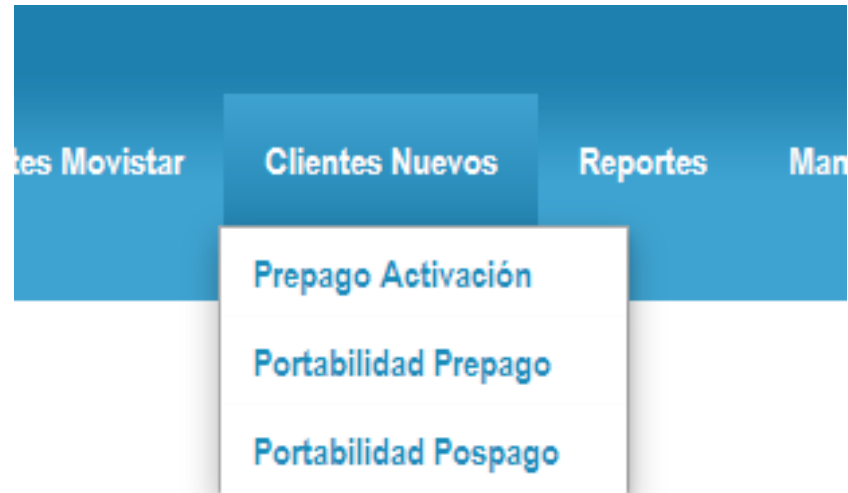 tes Movistar Clientes Nuevos Reportes Man
Prepago Activación
Portabilidad Prepago
Portabilidad Pospago